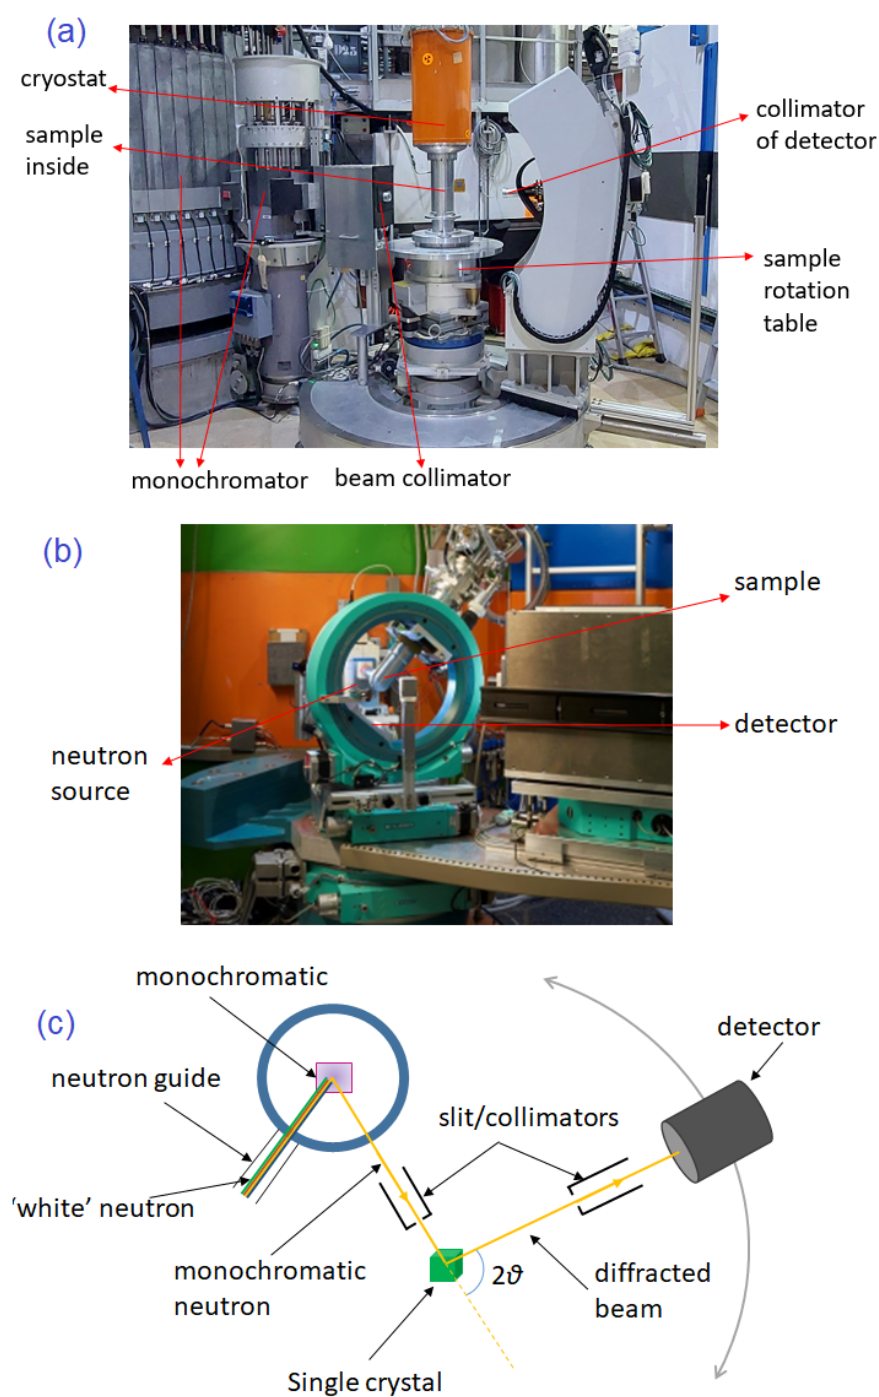 (a)
cryostat
sample
inside
collimator
of detector
sample
rotation
table
monochromator
beam collimator
(b)
sample
detector
neutron
source
(c)
monochromatic
detector
neutron guide
slit/collimators
'white' neutron
monochromatic
neutron
2ϑ
diffracted
beam
Single crystal